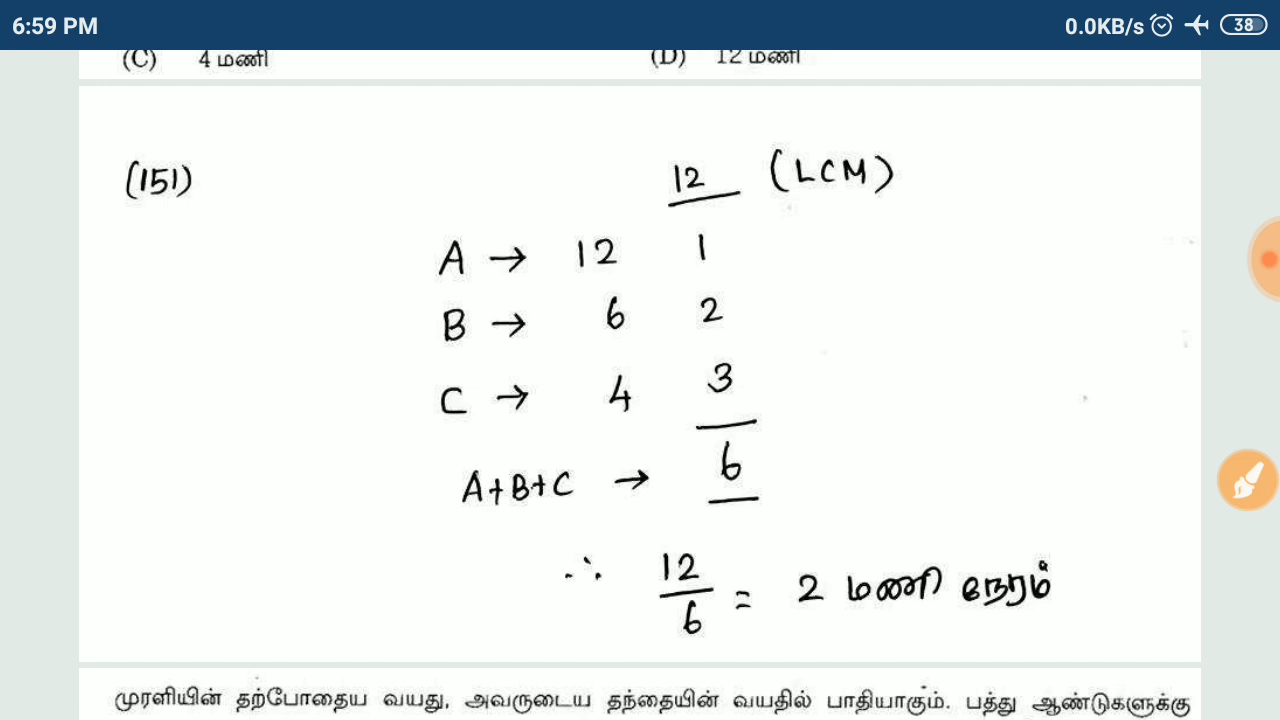 6:59 PM 0.0KB/s 38
(C) 4 மணி (D) 12 மணி
(151) 12 (LCM)
A → 12 1
B → 6 2
C → 4 3
A+B+C → 6
∴ 12/6 = 2 மணி நேரம்
முரளியின் தற்போதைய வயது, அவருடைய தந்தையின் வயதில் பாதியாகும். பத்து ஆண்டுகளுக்கு